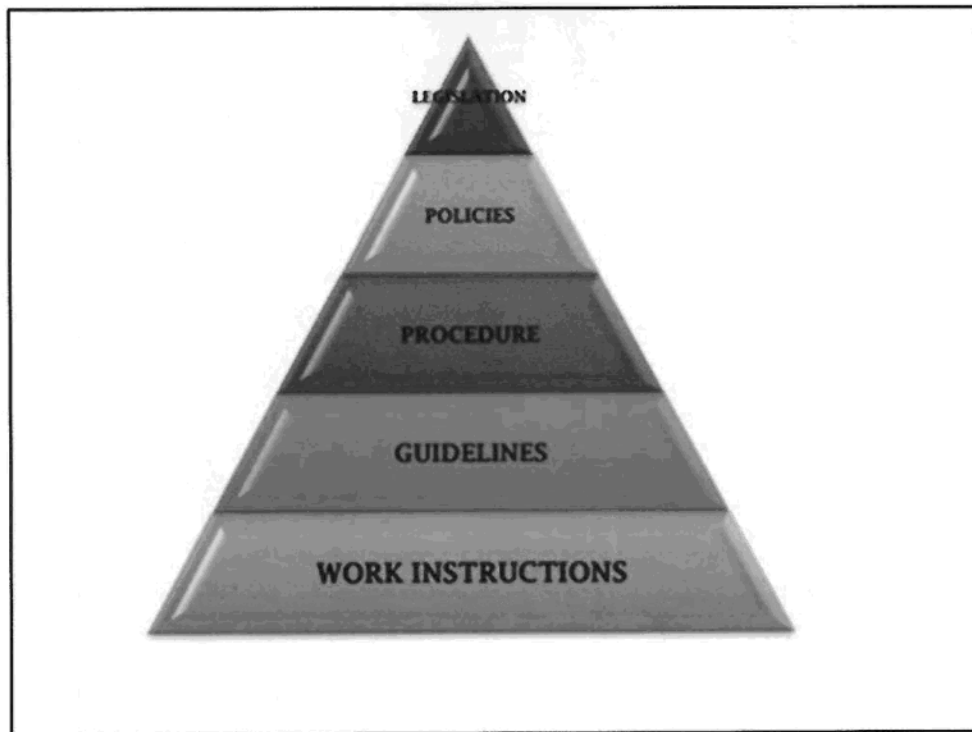 LEGISLATION
POLICIES
PROCEDURE
GUIDELINES
WORK INSTRUCTIONS